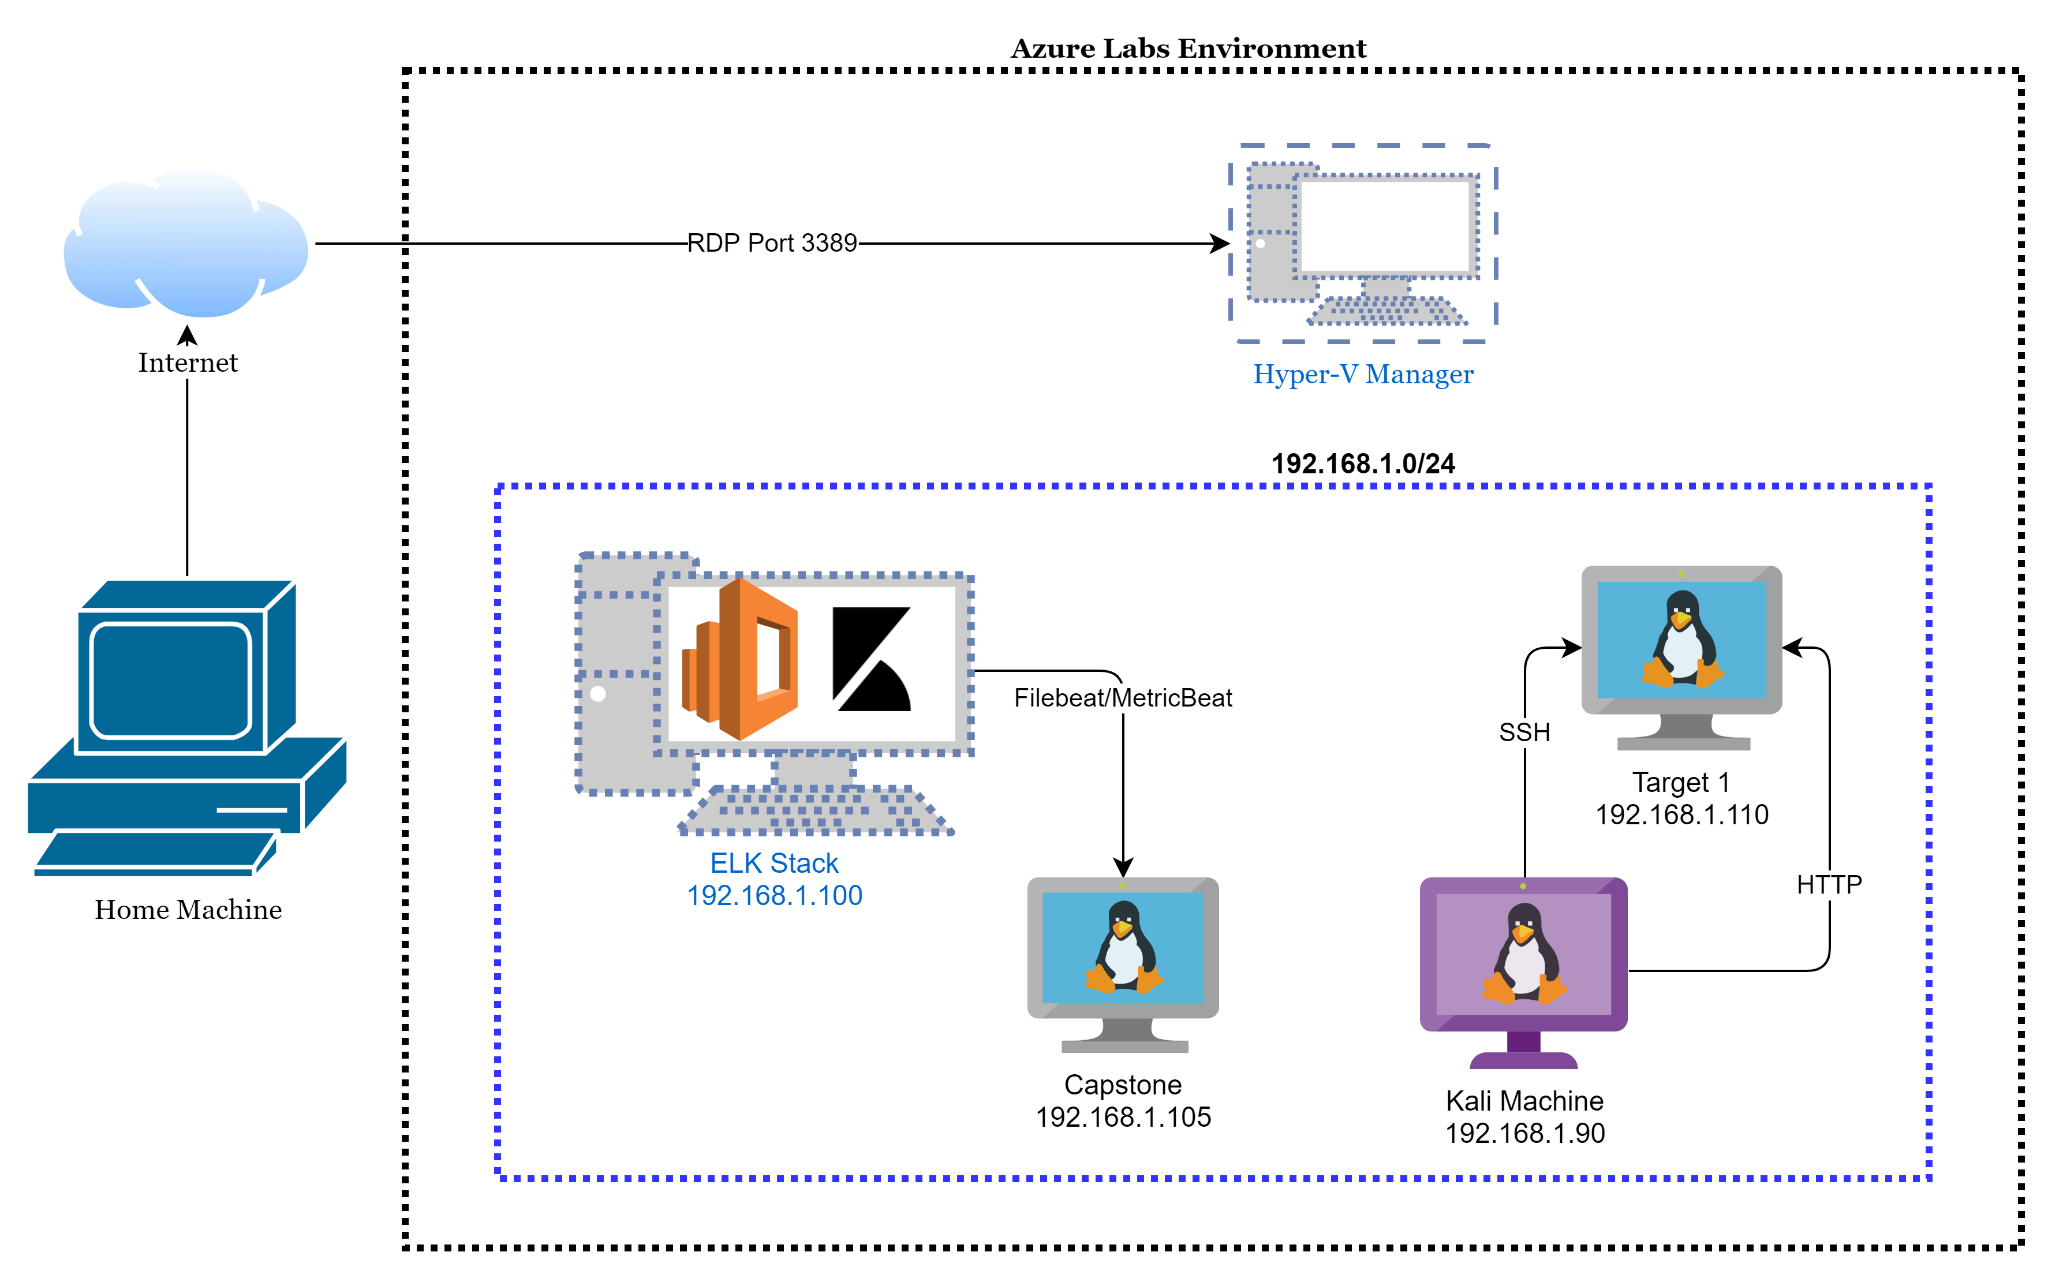 Azure Labs Environment
RDP Port 3389
Internet
Hyper-V Manager
192.168.1.0/24
Filebeat/MetricBeat
SSH
Target 1
192.168.1.110
ELK Stack
192.168.1.100
HTTP
Home Machine
Capstone
192.168.1.105
Kali Machine
192.168.1.90